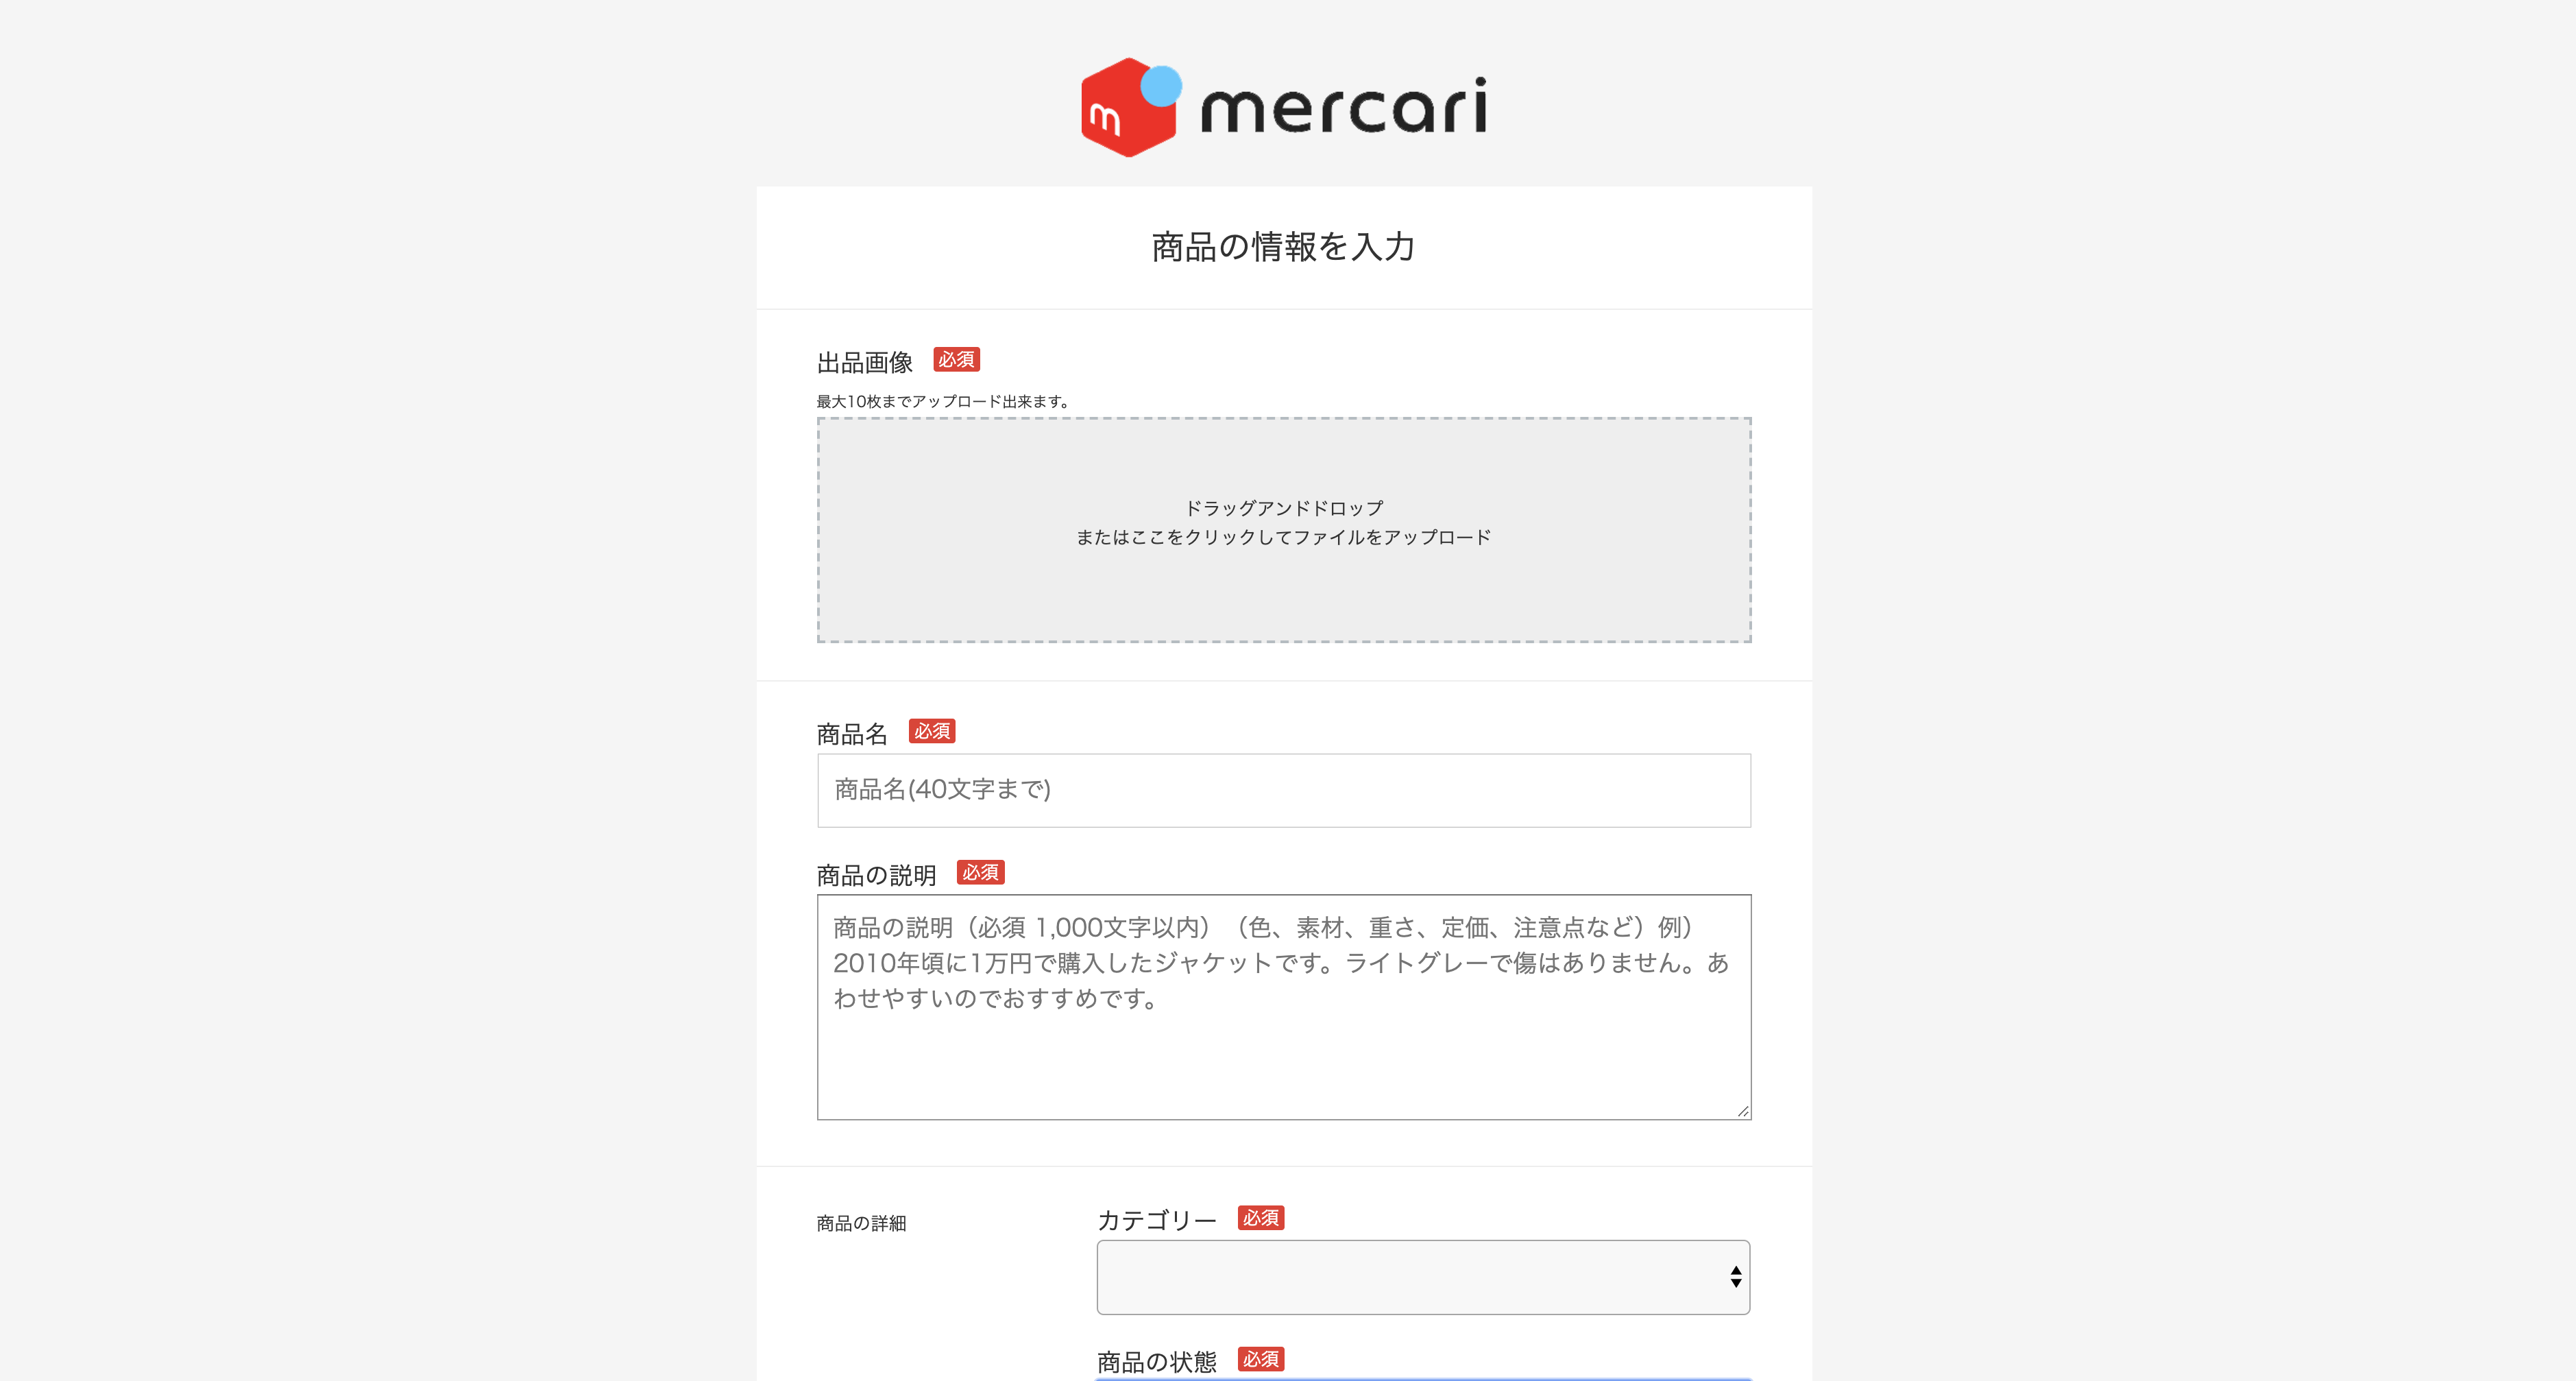 m mercari
商品の情報を入力
出品画像 必須
最大10枚までアップロード出来ます。
ドラッグアンドドロップ
またはここをクリックしてファイルをアップロード
商品名 必須
商品名(40文字まで)
商品の説明 必須
商品の説明（必須 1,000文字以内）（色、素材、重さ、定価、注意点など）例）
2010年頃に1万円で購入したジャケットです。ライトグレーで傷はありません。あ
わせやすいのでおすすめです。
商品の詳細
カテゴリー 必須
商品の状態 必須